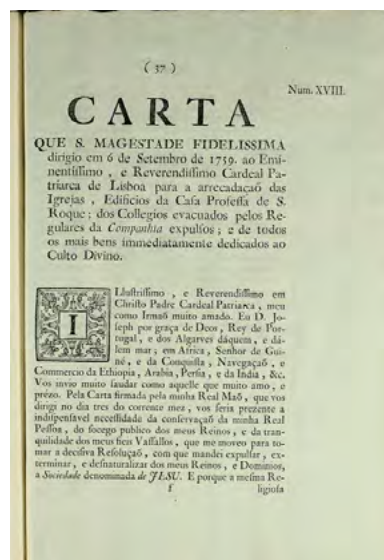 ( 37 )
Num. XVIII.
CARTA
QUE S. MAGESTADE FIDELISSIMA
dirigio em 6 de Setembro de 1759. ao Emi-
nentissimo , e Reverendissimo Cardeal Pa-
triarca de Lisboa para a arrecadaçaõ das
Igrejas , Edificios da Casa Professa de S.
Roque ; dos Collegios evacuados pelos Re-
gulares da Companhia expulsos ; e de todos
os mais bens immediatamente dedicados ao
Culto Divino.
Illustrissimo , e Reverendissimo em
Christo Padre Cardeal Patriarca , meu
como Irmaõ muito amado. Eu D. Jo-
seph por graça de Deos , Rey de Por-
tugal , e dos Algarves dáquem , e dá-
lem mar , em Africa , Senhor de Gui-
né , e da Conquista , Navegaçaõ , e
Commercio da Ethiopia , Arabia , Persia , e da India , &c.
Vos invio muito saudar como aquelle que muito amo , e
prézo. Pela Carta firmada pela minha Real Maõ , que vos
dirigi no dia tres do corrente mez , vos seria prezente a
indispensavel necessidade da conservaçaõ da minha Real
Pessoa , do socego publico dos meus Reinos , e da tran-
quilidade dos meus fieis Vassallos , que me moveo para to-
mar a decisiva Resoluçaõ , com que mandei expulsar , ex-
terminar , e desnaturalizar dos meus Reinos , e Dominios,
a Sociedade denominada de JESU. E porque a mesma Re-
f
ligiosa